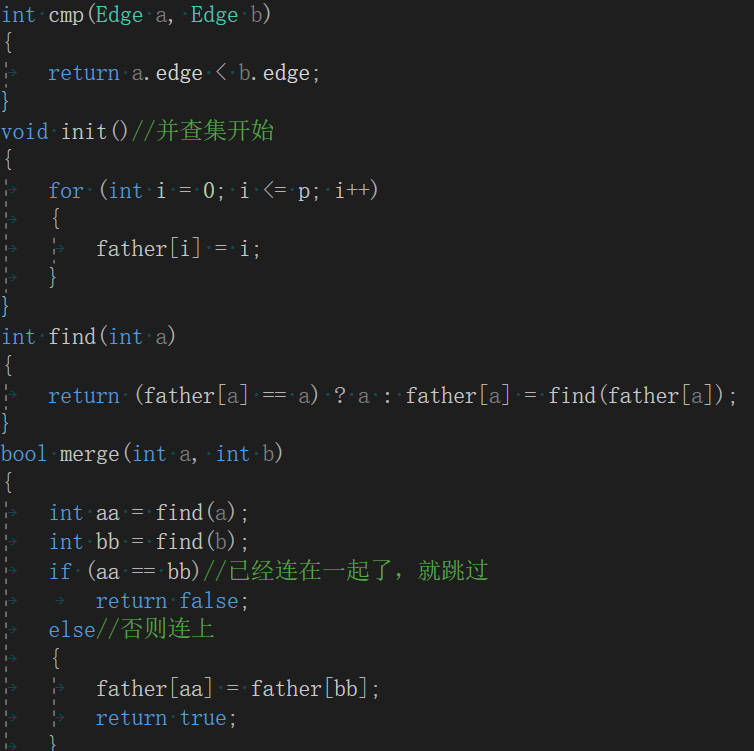 int cmp(Edge a, Edge b)
{
return a.edge < b.edge;
}
void init()//并查集开始
{
for (int i = 0; i <= p; i++)
{
father[i] = i;
}
}
int find(int a)
{
return (father[a] == a) ? a : father[a] = find(father[a]);
}
bool merge(int a, int b)
{
int aa = find(a);
int bb = find(b);
if (aa == bb)//已经连在一起了，就跳过
return false;
else//否则连上
{
father[aa] = father[bb];
return true;
}